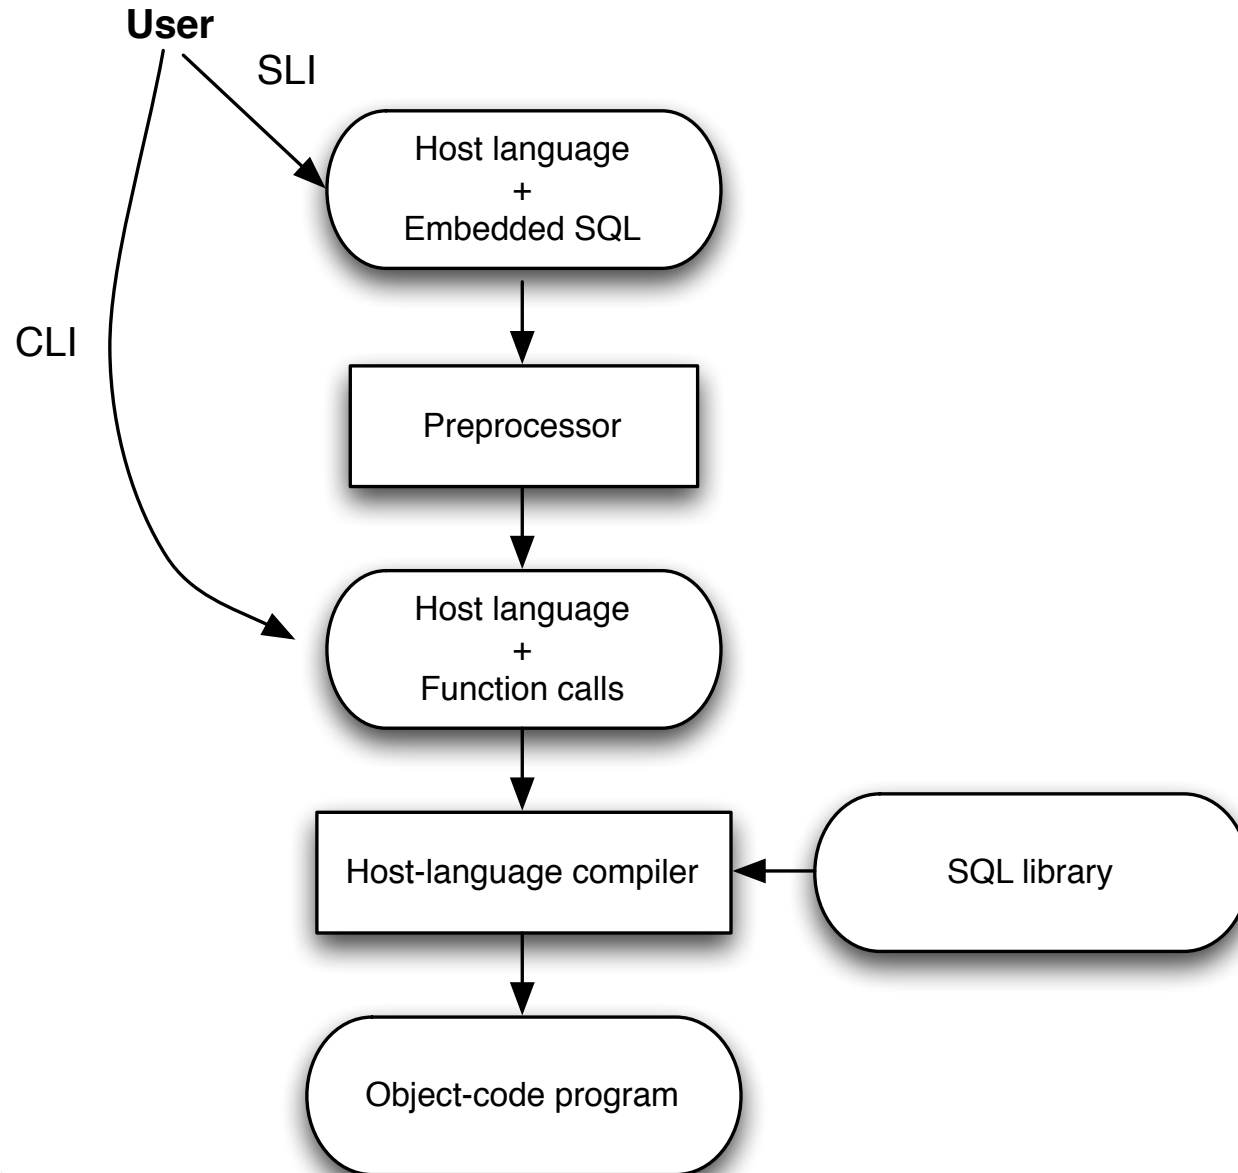 User
SLI
Host language
+
Embedded SQL
CLI
Preprocessor
Host language
+
Function calls
Host-language compiler
SQL library
Object-code program